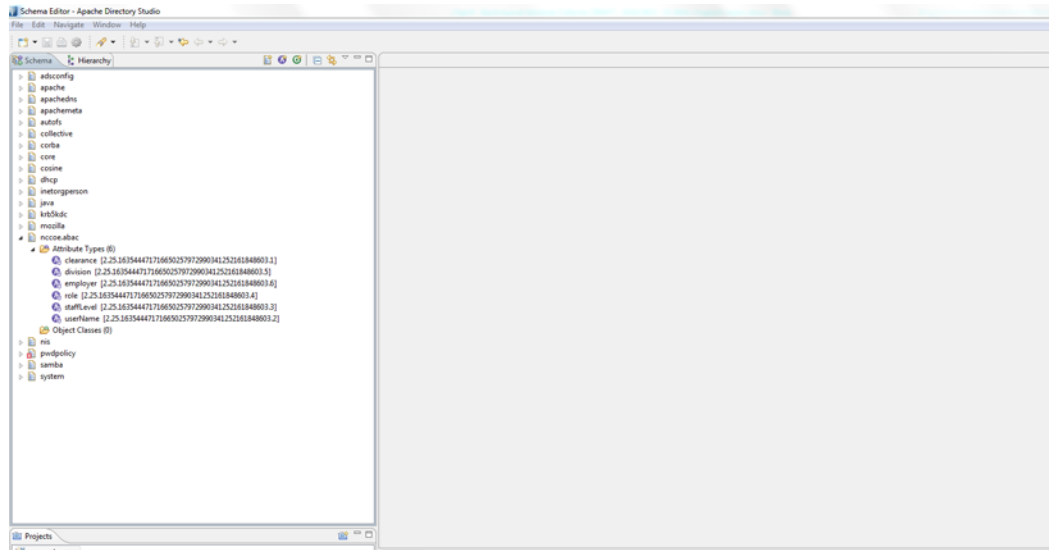 Schema Editor - Apache Directory Studio
File Edit Navigate Window Help
Schema Hierarchy
adsconfig
apache
apachedns
apachemeta
autofs
collective
corba
core
cosine
dhcp
inetorgperson
java
krb5kdc
mozilla
nccoe.abac
Attribute Types (6)
clearance [2.25.163544471716650257972990341252161848603.1]
division [2.25.163544471716650257972990341252161848603.5]
employer [2.25.163544471716650257972990341252161848603.6]
role [2.25.163544471716650257972990341252161848603.4]
staffLevel [2.25.163544471716650257972990341252161848603.3]
userName [2.25.163544471716650257972990341252161848603.2]
Object Classes (0)
nis
pwdpolicy
samba
system
Projects